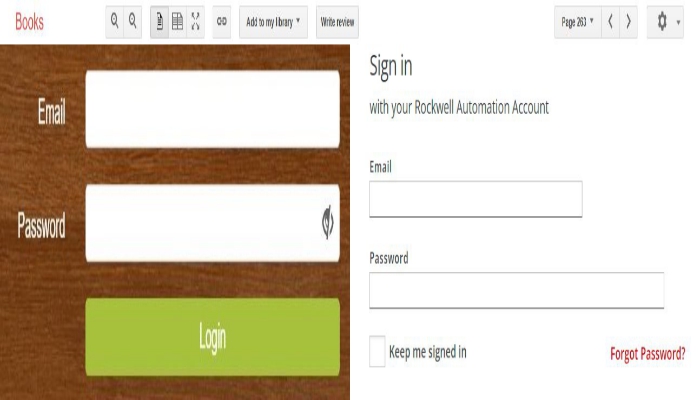 Books
Add to my library
Write review
Page 263
Email
Password
Login
Sign in
with your Rockwell Automation Account
Email
Password
Keep me signed in
Forgot Password?